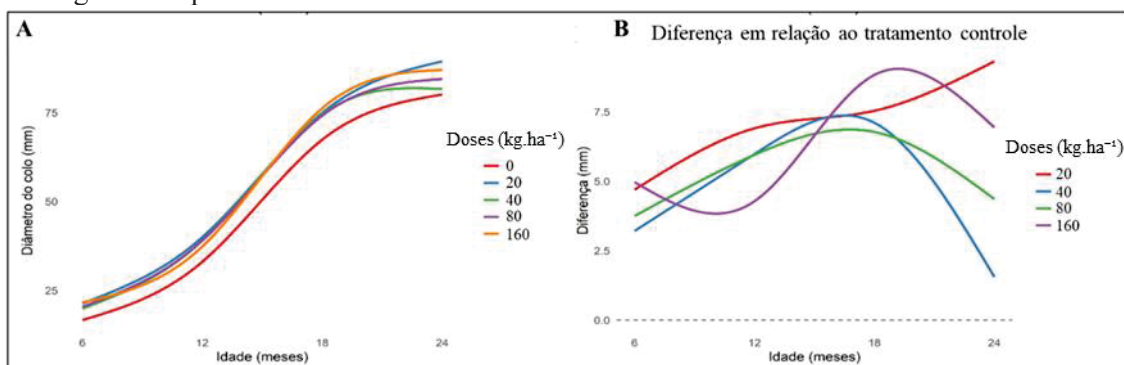 A
Diâmetro do colo (mm)
75
50
25
6
12
18
24
Idade (meses)
Doses (kg.ha⁻¹)
0
20
40
80
160
B
Diferença em relação ao tratamento controle
Diferença (mm)
7.5
5.0
2.5
0.0
6
12
18
24
Idade (meses)
Doses (kg.ha⁻¹)
20
40
80
160